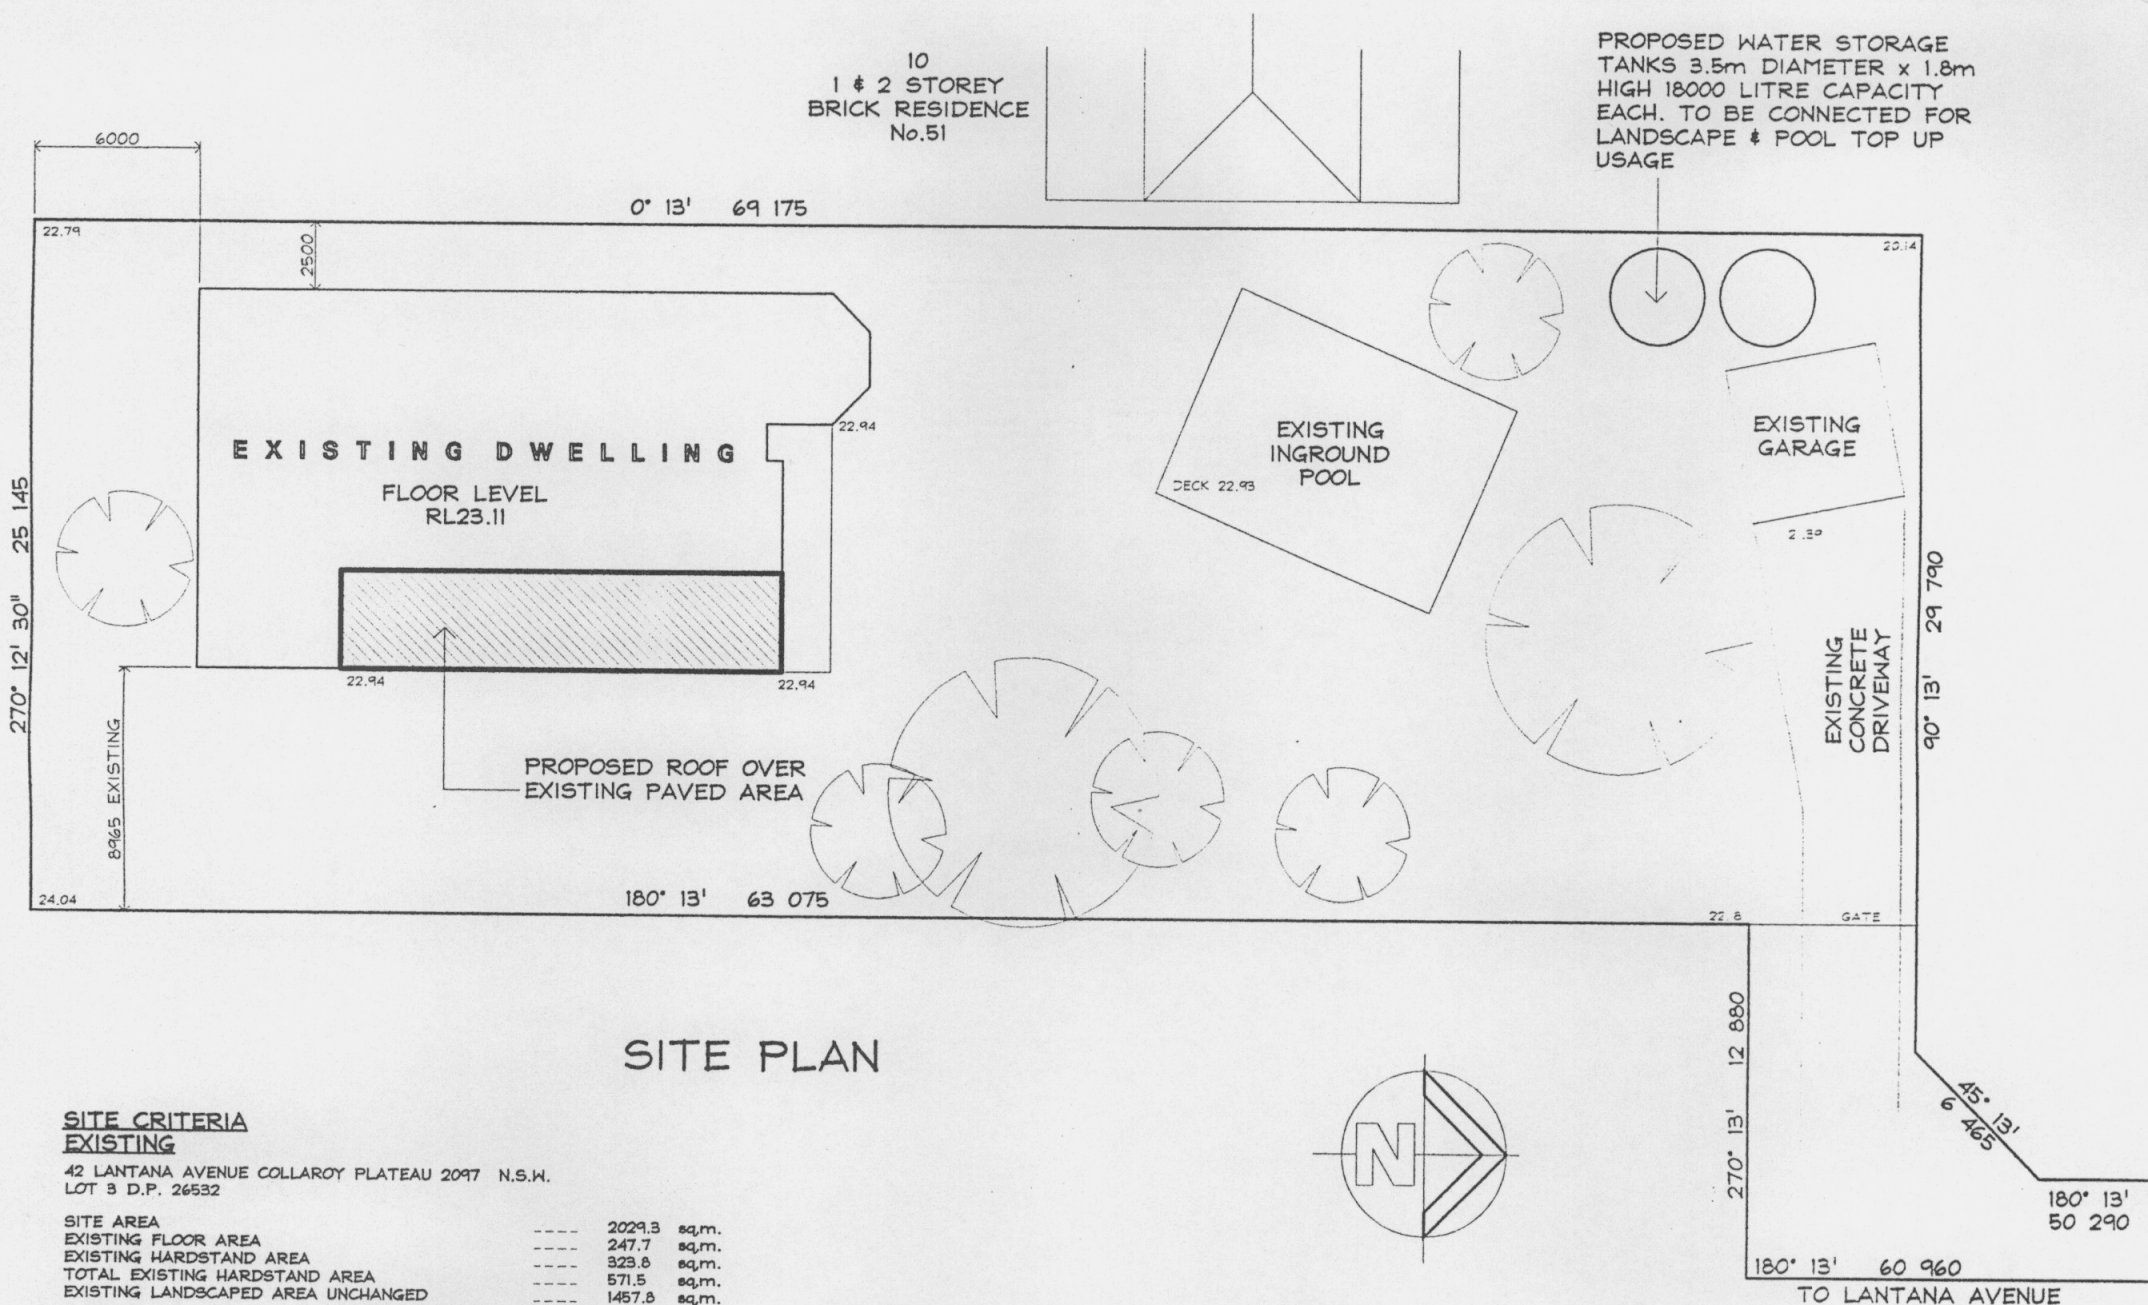 10
1 & 2 STOREY
BRICK RESIDENCE
No.51
PROPOSED WATER STORAGE
TANKS 3.5m DIAMETER x 1.8m
HIGH 18000 LITRE CAPACITY
EACH. TO BE CONNECTED FOR
LANDSCAPE & POOL TOP UP
USAGE
6000
0° 13' 69 175
22.79
2500
EXISTING DWELLING
FLOOR LEVEL
RL23.11
22.94
22.94
22.94
EXISTING
INGROUND
POOL
DECK 22.93
EXISTING
GARAGE
EXISTING
CONCRETE
DRIVEWAY
270° 12' 30" 25 145
90° 13' 29 790
8965 EXISTING
PROPOSED ROOF OVER
EXISTING PAVED AREA
24.04
180° 13' 63 075
GATE
SITE PLAN
N
270° 13' 12 880
45° 13'
6 465
180° 13'
50 290
180° 13' 60 960
TO LANTANA AVENUE
SITE CRITERIA
EXISTING
42 LANTANA AVENUE COLLAROY PLATEAU 2097 N.S.W.
LOT 3 D.P. 26532
SITE AREA ---- 2029.3 sq.m.
EXISTING FLOOR AREA ---- 247.7 sq.m.
EXISTING HARDSTAND AREA ---- 323.8 sq.m.
TOTAL EXISTING HARDSTAND AREA ---- 571.5 sq.m.
EXISTING LANDSCAPED AREA UNCHANGED ---- 1457.8 sq.m.